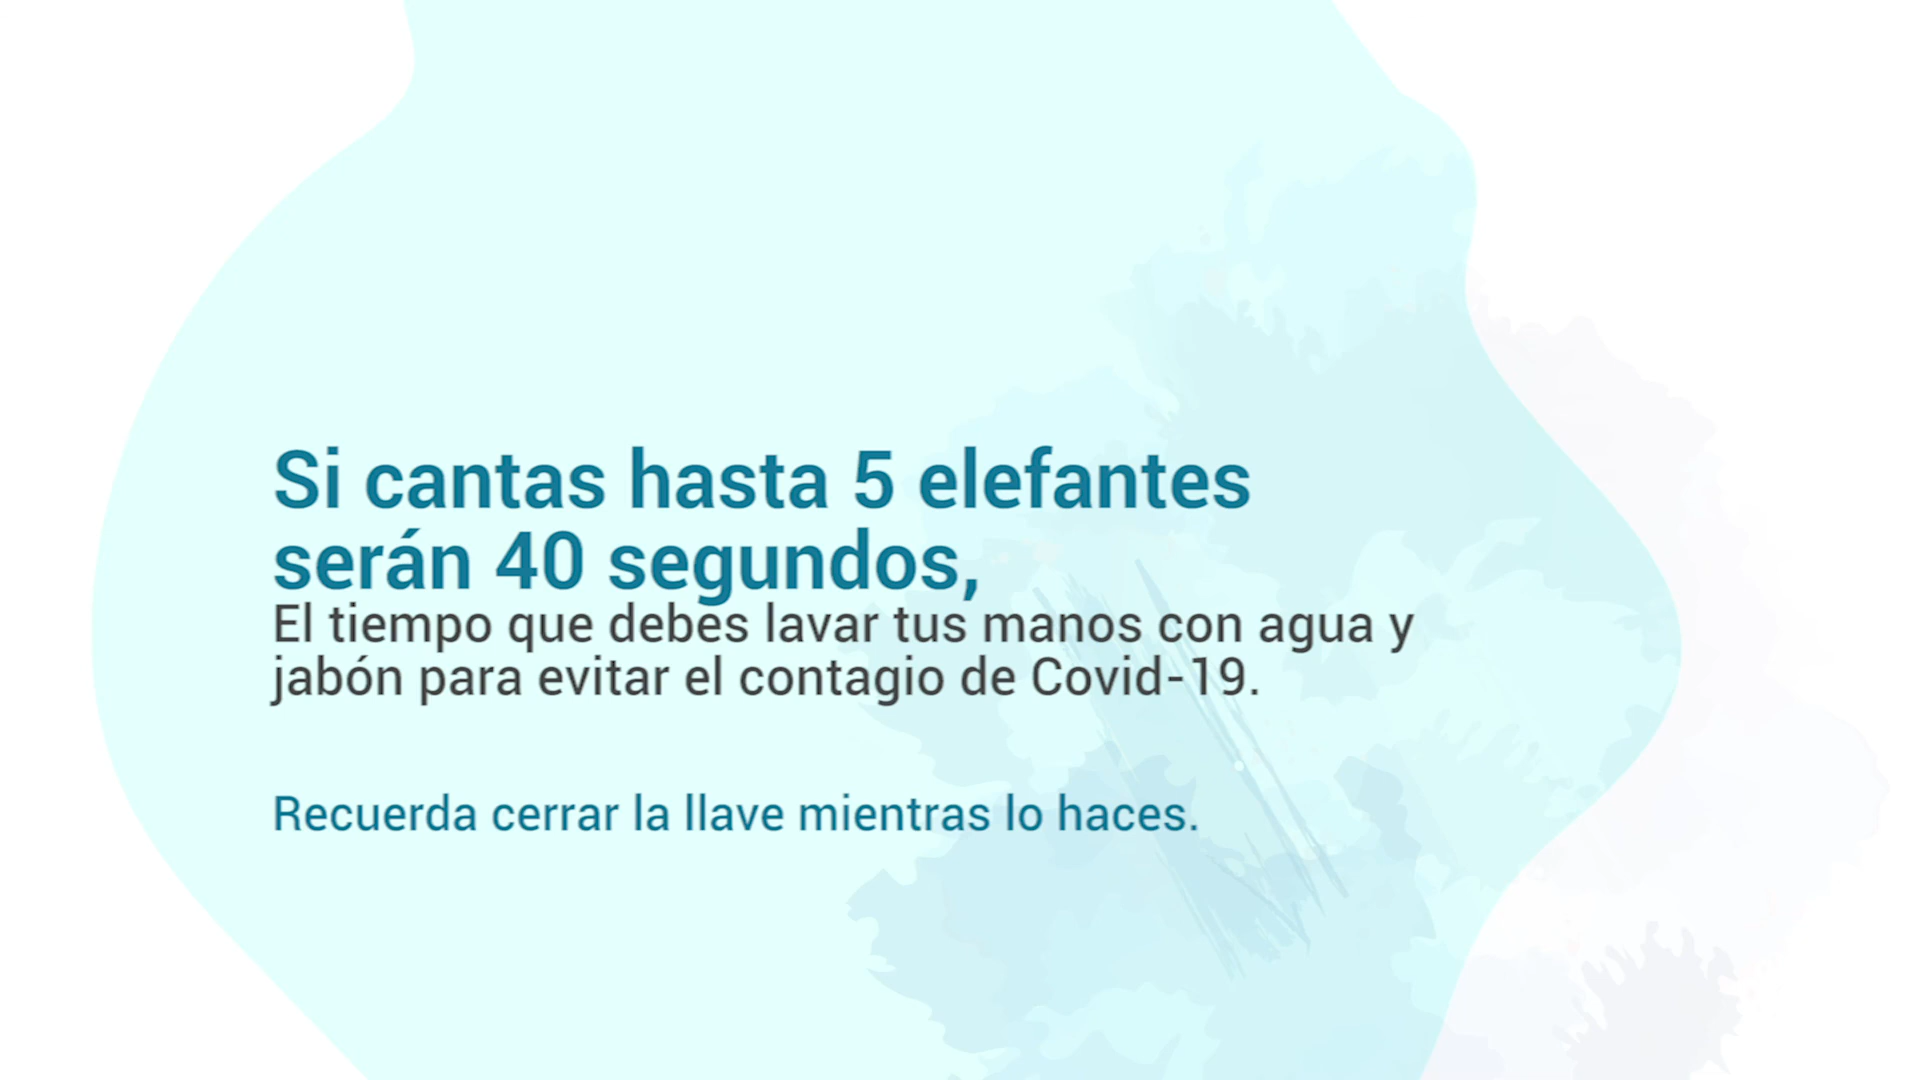 Si cantas hasta 5 elefantes
serán 40 segundos,
El tiempo que debes lavar tus manos con agua y
jabón para evitar el contagio de Covid-19.
Recuerda cerrar la llave mientras lo haces.